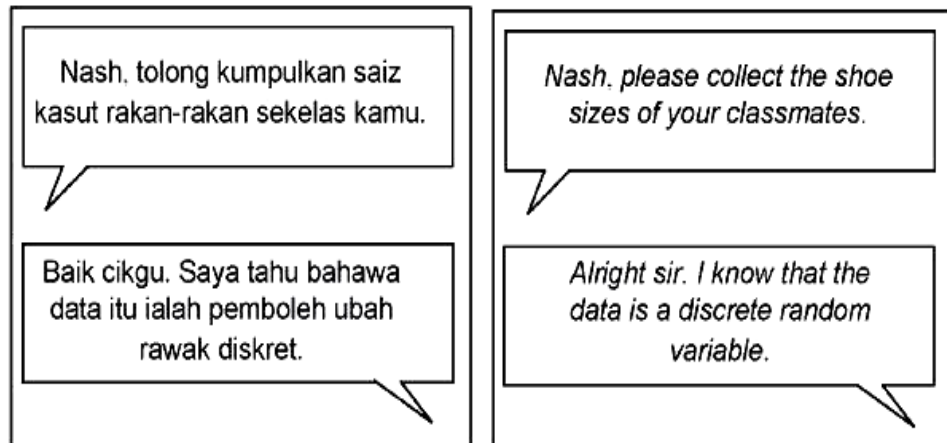 Nash, tolong kumpulkan saiz
kasut rakan-rakan sekelas kamu.
Baik cikgu. Saya tahu bahawa
data itu ialah pemboleh ubah
rawak diskret.
Nash, please collect the shoe
sizes of your classmates.
Alright sir. I know that the
data is a discrete random
variable.